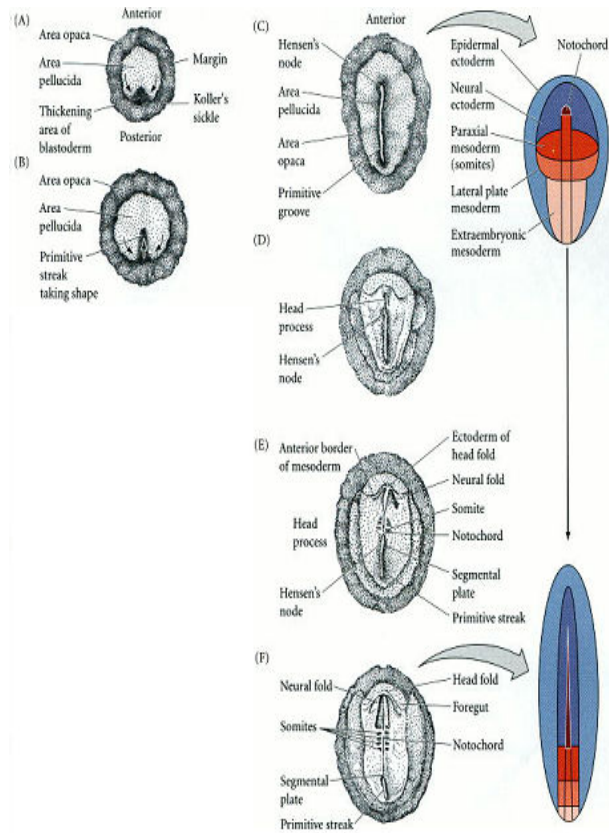 (A)
Anterior
Area opaca
Area
pellucida
Thickening
area of
blastoderm
Margin
Koller's
sickle
Posterior
(B)
Area opaca
Area
pellucida
Primitive
streak
taking shape
(C)
Anterior
Hensen's
node
Area
pellucida
Area
opaca
Primitive
groove
Epidermal
ectoderm
Neural
ectoderm
Paraxial
mesoderm
(somites)
Lateral plate
mesoderm
Extraembryonic
mesoderm
Notochord
(D)
Head
process
Hensen's
node
(E)
Anterior border
of mesoderm
Head
process
Hensen's
node
Ectoderm of
head fold
Neural fold
Somite
Notochord
Segmental
plate
Primitive streak
(F)
Neural fold
Somites
Segmental
plate
Primitive streak
Head fold
Foregut
Notochord